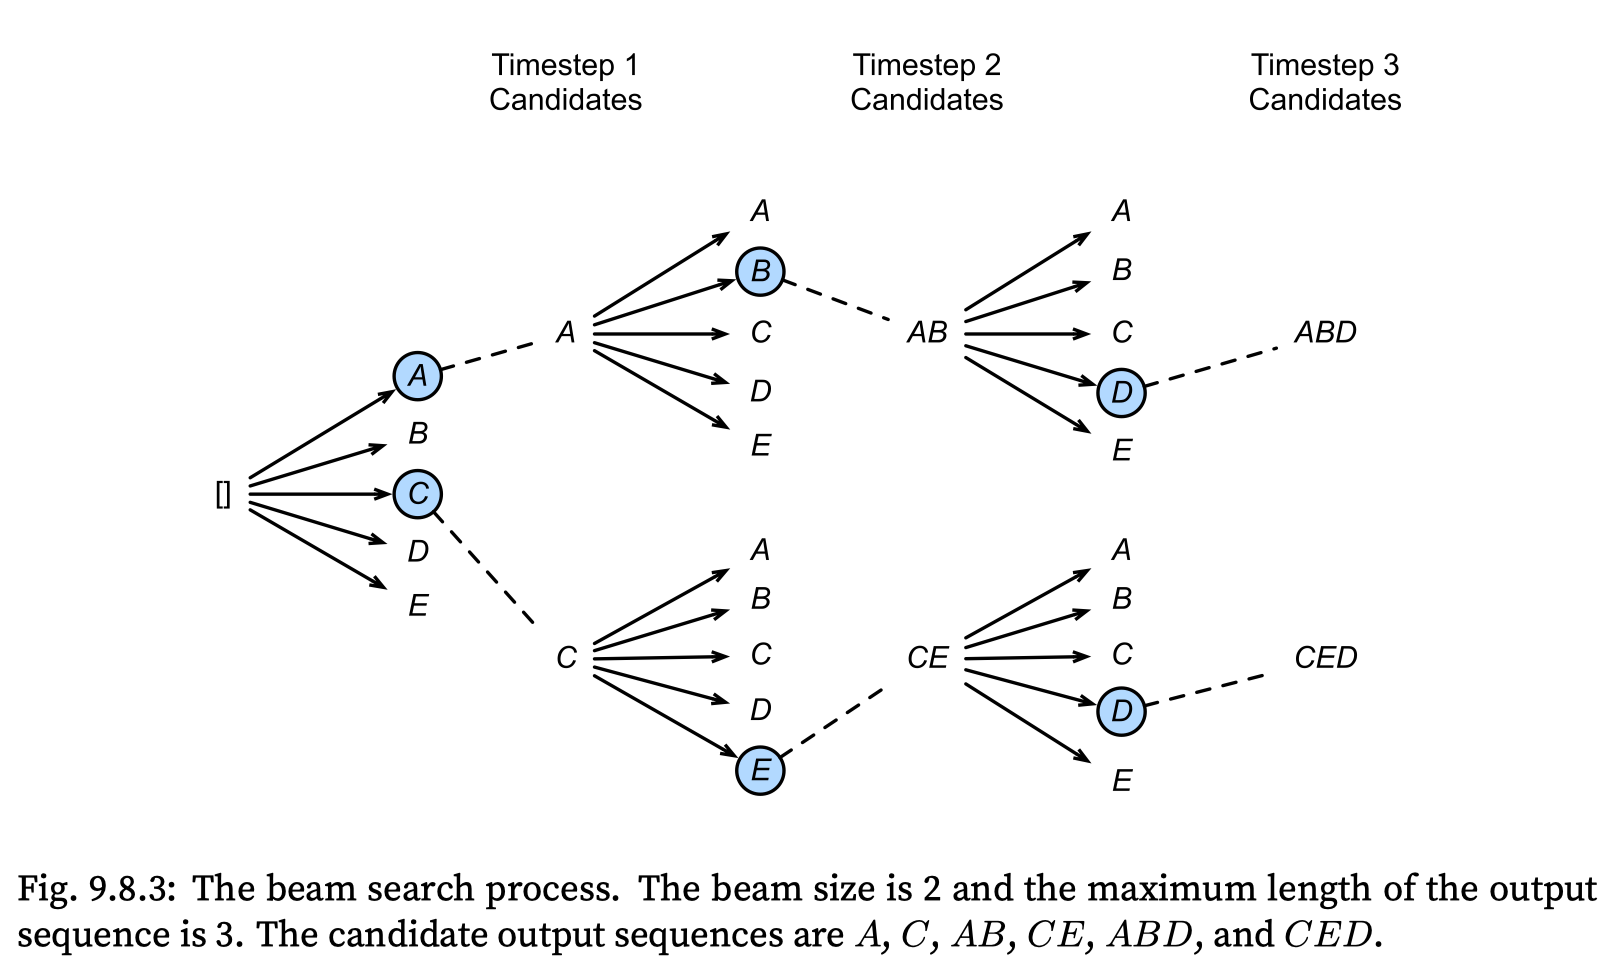 Timestep 1
Candidates
Timestep 2
Candidates
Timestep 3
Candidates
[]
A
B
C
D
E
A
A
B
C
D
E
C
A
B
C
D
E
AB
A
B
C
D
E
CE
A
B
C
D
E
ABD
CED
Fig. 9.8.3: The beam search process. The beam size is 2 and the maximum length of the output
sequence is 3. The candidate output sequences are A, C, AB, CE, ABD, and CED.